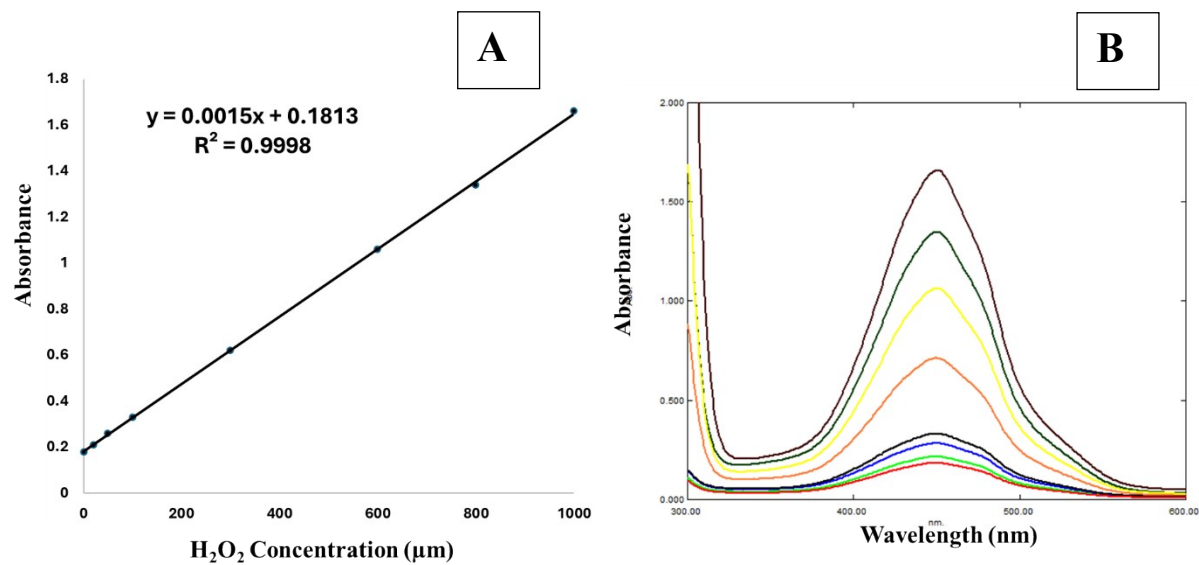 A
1.8
1.6
1.4
1.2
1
0.8
0.6
0.4
0.2
0
y = 0.0015x + 0.1813
R² = 0.9998
Absorbance
0 200 400 600 800 1000
H₂O₂ Concentration (µm)
B
2.000
1.500
1.000
0.500
0.000
Absorbance
300.00 400.00 500.00 600.00
nm.
Wavelength (nm)